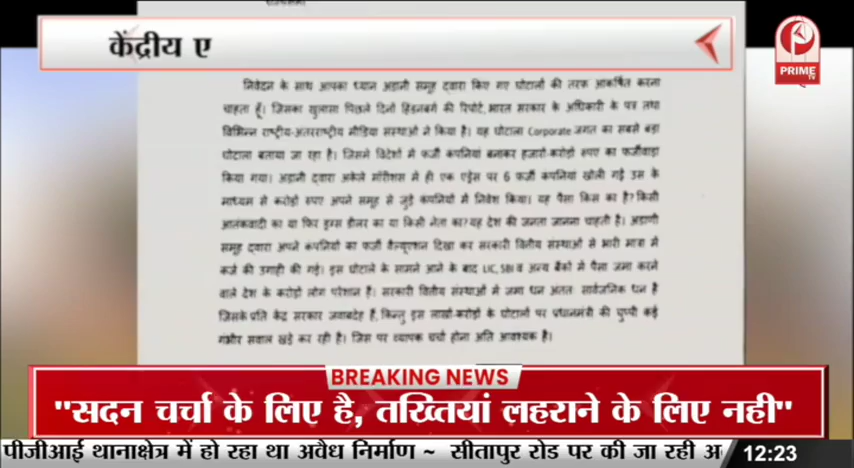 केंद्रीय ए
PRIME TV
निवेदन के साथ आपका ध्यान अडानी समूह द्वारा किए गए घोटालों की तरफ आकर्षित करना
चाहता हूँ। जिसका खुलासा पिछले दिनों हिंडनबर्ग की रिपोर्ट, भारत सरकार के अधिकारी के पत्र तथा
विभिन्न राष्ट्रीय-अंतरराष्ट्रीय मीडिया संस्थाओं ने किया है। यह घोटाला Corporate जगत का सबसे बड़ा
घोटाला बताया जा रहा है। जिसमे विदेशों में फर्जी कंपनियां बनाकर हजारों-करोड़ों रुपए का फर्जीवाड़ा
किया गया। अडानी द्वारा अकेले मॉरीशस में ही एक एड्रेस पर 6 फर्जी कंपनियां खोली गई उस के
माध्यम से करोड़ों रुपए अपने समूह से जुड़े कंपनियों में निवेश किया। यह पैसा किस का है? किसी
आतंकवादी का या फिर ड्रग्स डीलर का या किसी नेता का? यह देश की जनता जानना चाहती है। अडाणी
समूह द्वारा अपने कंपनियों का फर्जी वैल्यूएशन दिखा कर सरकारी वित्तीय संस्थाओं से भारी मात्रा में
कर्ज की उगाही की गई। इस घोटाले के सामने आने के बाद LIC, SBI व अन्य बैंकों में पैसा जमा करने
वाले देश के करोड़ों लोग परेशान हैं। सरकारी वित्तीय संस्थाओं में जमा धन अंततः सार्वजनिक धन है
जिसके प्रति केंद्र सरकार जवाबदेह हैं, किन्तु इस लाखों-करोड़ों के घोटालों पर प्रधानमंत्री की चुप्पी कई
गंभीर सवाल खड़े कर रही है। जिस पर व्यापक चर्चा होना अति आवश्यक है।
BREAKING NEWS
"सदन चर्चा के लिए है, तख्तियां लहराने के लिए नही"
पीजीआई थानाक्षेत्र में हो रहा था अवैध निर्माण ~ सीतापुर रोड पर की जा रही
12:23